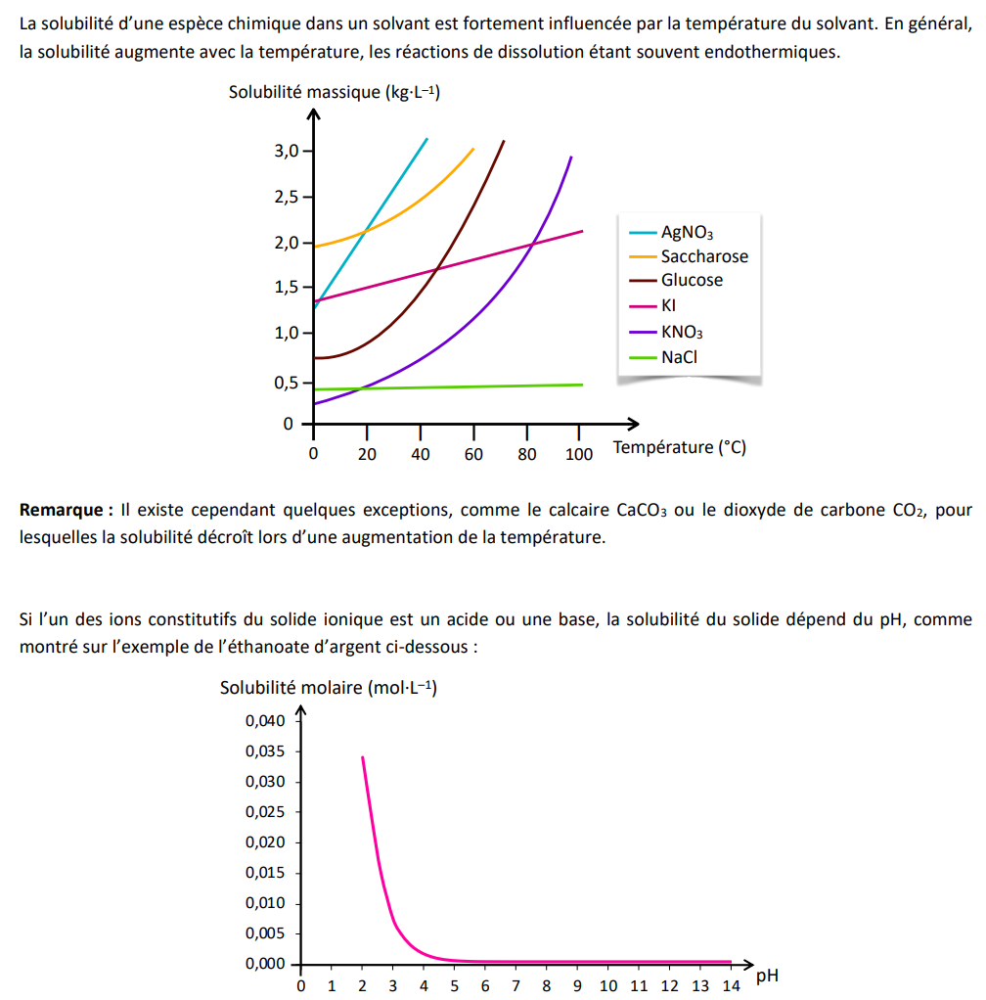 La solubilité d’une espèce chimique dans un solvant est fortement influencée par la température du solvant. En général,
la solubilité augmente avec la température, les réactions de dissolution étant souvent endothermiques.
Solubilité massique (kg·L⁻¹)
3,0
2,5
2,0
1,5
1,0
0,5
0
0 20 40 60 80 100
Température (°C)
AgNO₃
Saccharose
Glucose
KI
KNO₃
NaCl
Remarque : Il existe cependant quelques exceptions, comme le calcaire CaCO₃ ou le dioxyde de carbone CO₂, pour
lesquelles la solubilité décroît lors d’une augmentation de la température.
Si l’un des ions constitutifs du solide ionique est un acide ou une base, la solubilité du solide dépend du pH, comme
montré sur l’exemple de l’éthanoate d’argent ci-dessous :
Solubilité molaire (mol·L⁻¹)
0,040
0,035
0,030
0,025
0,020
0,015
0,010
0,005
0,000
0 1 2 3 4 5 6 7 8 9 10 11 12 13 14
pH